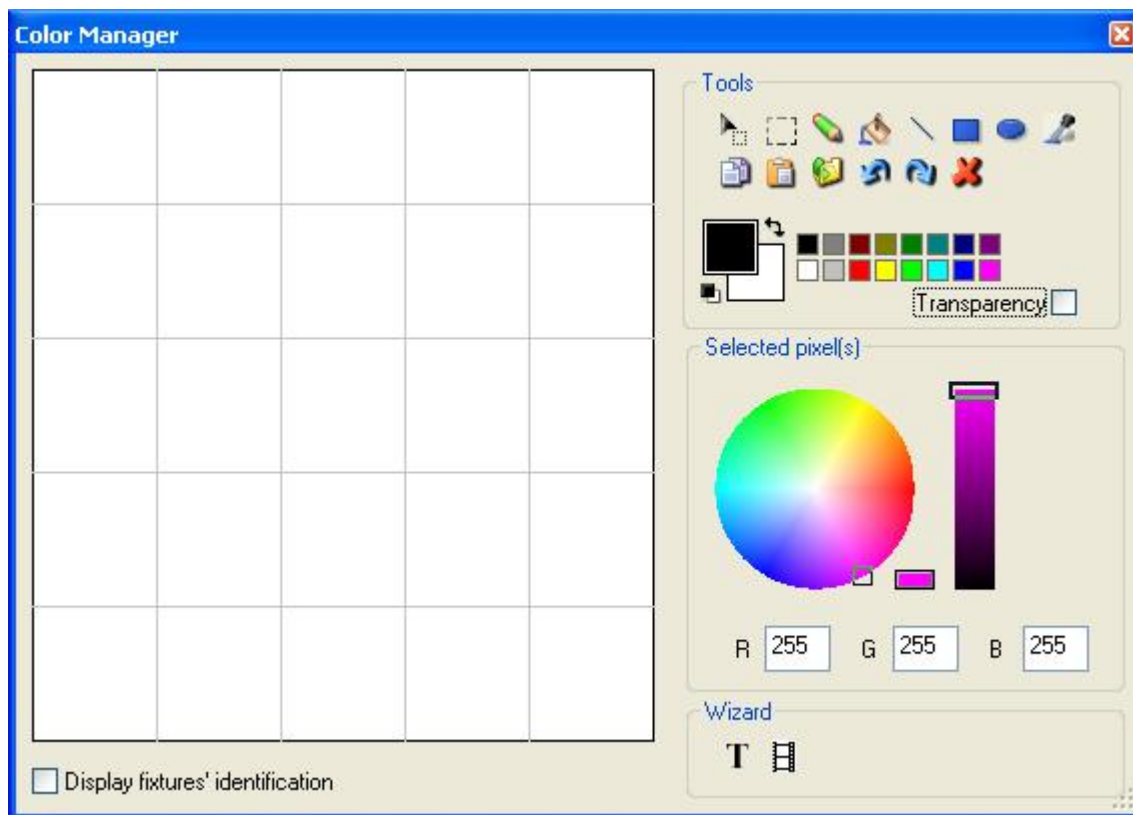 Color Manager
Tools
Transparency
Selected pixel(s)
R 255 G 255 B 255
Wizard
T
Display fixtures' identification